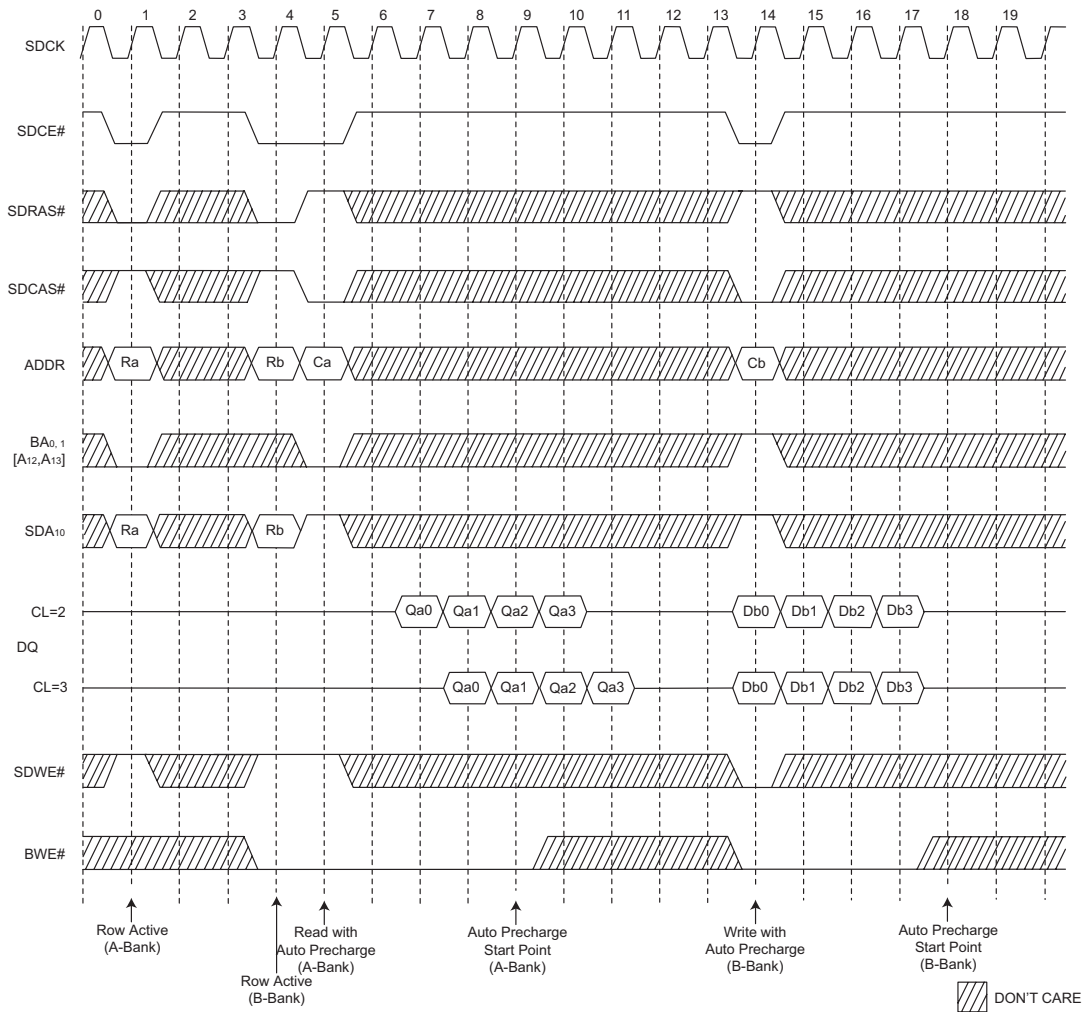 0 1 2 3 4 5 6 7 8 9 10 11 12 13 14 15 16 17 18 19
SDCK
SDCE#
SDRAS#
SDCAS#
ADDR Ra Rb Ca Cb
BA0, 1
[A12,A13]
SDA10 Ra Rb
CL=2 Qa0 Qa1 Qa2 Qa3 Db0 Db1 Db2 Db3
DQ
CL=3 Qa0 Qa1 Qa2 Qa3 Db0 Db1 Db2 Db3
SDWE#
BWE#
Row Active
(A-Bank)
Row Active
(B-Bank)
Read with
Auto Precharge
(A-Bank)
Auto Precharge
Start Point
(A-Bank)
Write with
Auto Precharge
(B-Bank)
Auto Precharge
Start Point
(B-Bank)
DON'T CARE